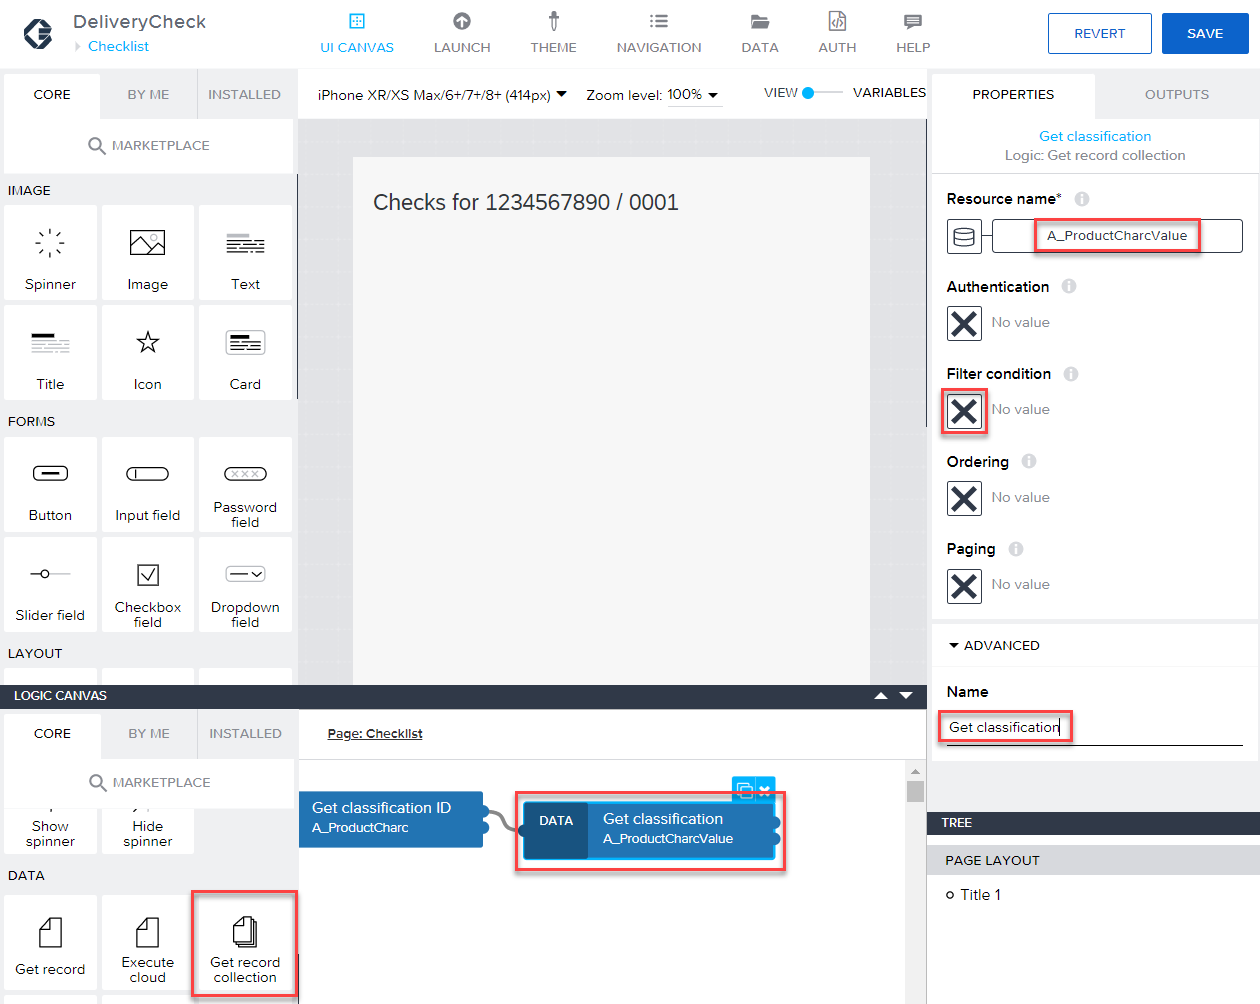 DeliveryCheck
Checklist
UI CANVAS
LAUNCH
THEME
NAVIGATION
DATA
AUTH
HELP
REVERT
SAVE
CORE
BY ME
INSTALLED
MARKETPLACE
IMAGE
Spinner
Image
Text
Title
Icon
Card
FORMS
Button
Input field
Password
field
Slider field
Checkbox
field
Dropdown
field
LAYOUT
iPhone XR/XS Max/6+/7+/8+ (414px)
Zoom level: 100%
VIEW
VARIABLES
Checks for 1234567890 / 0001
PROPERTIES
OUTPUTS
Get classification
Logic: Get record collection
Resource name*
A_ProductCharcValue
Authentication
No value
Filter condition
No value
Ordering
No value
Paging
No value
ADVANCED
Name
Get classification
LOGIC CANVAS
CORE
BY ME
INSTALLED
MARKETPLACE
Show
spinner
Hide
spinner
DATA
Get record
Execute
cloud
Get record
collection
Page: Checklist
Get classification ID
A_ProductCharc
DATA
Get classification
A_ProductCharcValue
TREE
PAGE LAYOUT
Title 1